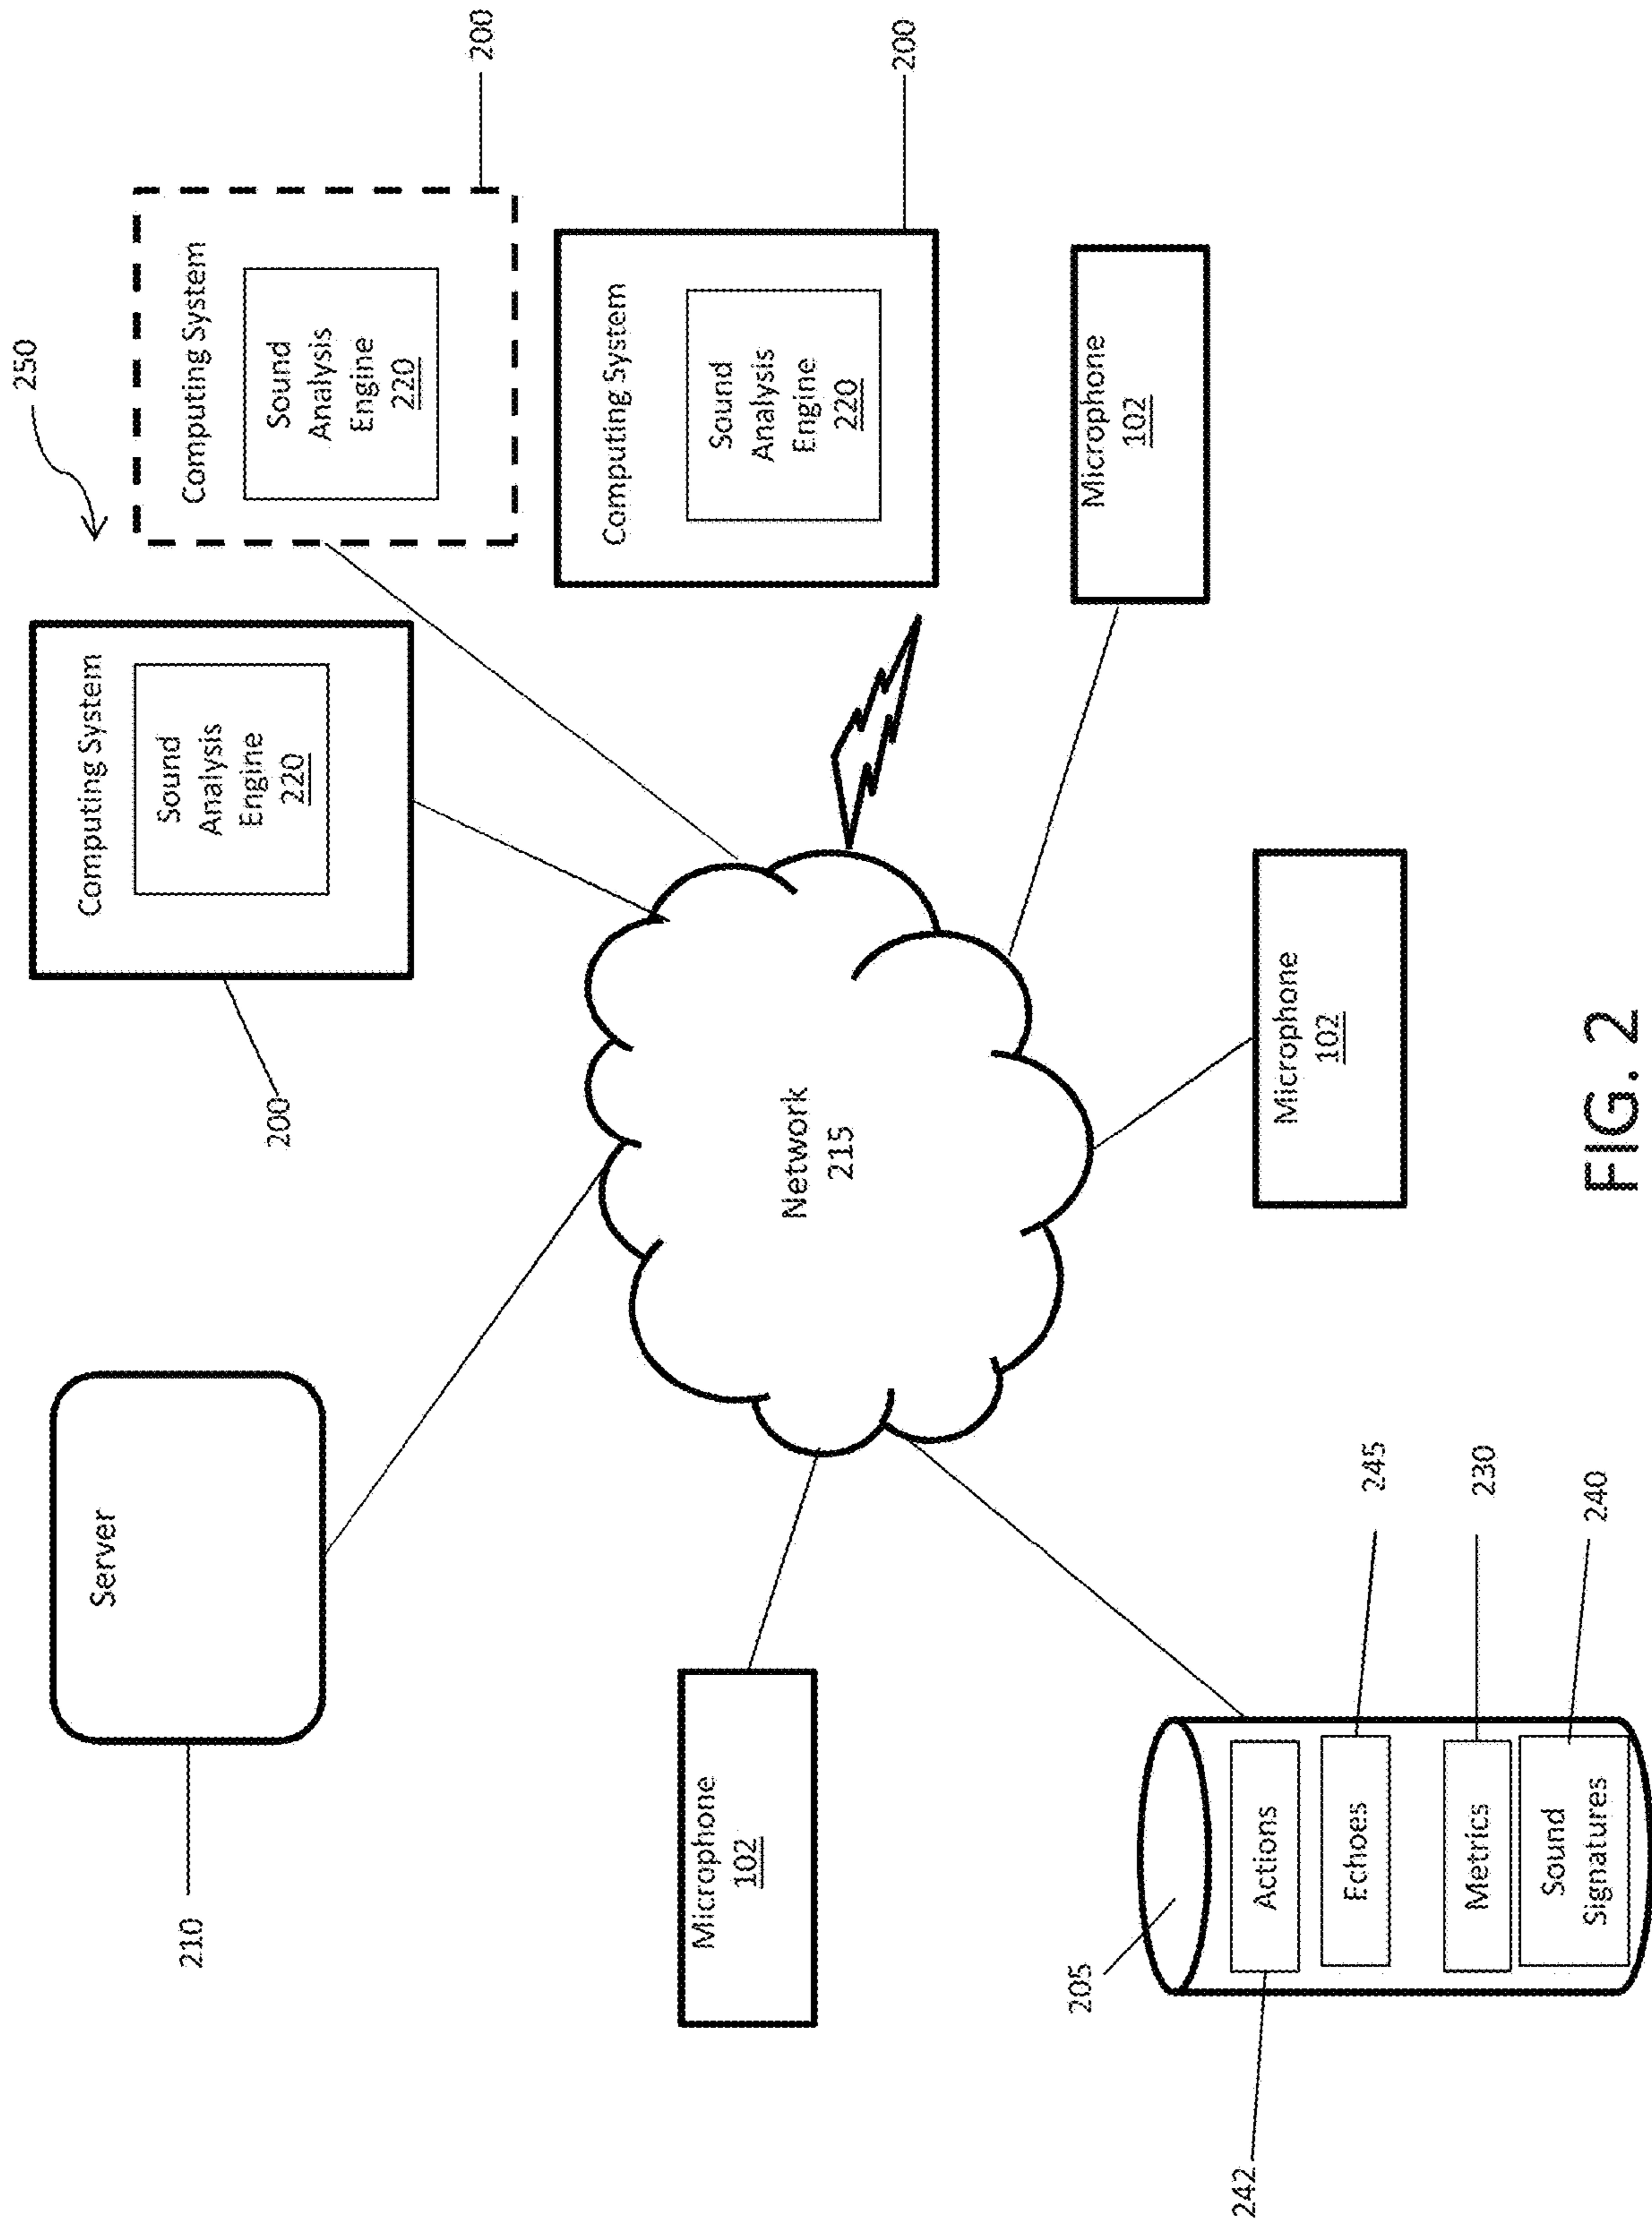 250
Server
210
Computing System
Sound
Analysis
Engine
220
200
Computing System
Sound
Analysis
Engine
220
200
Computing System
Sound
Analysis
Engine
220
200
Network
215
Microphone
102
Microphone
102
Microphone
102
205
Actions
242
Echoes
245
Metrics
230
Sound
Signatures
240
FIG. 2